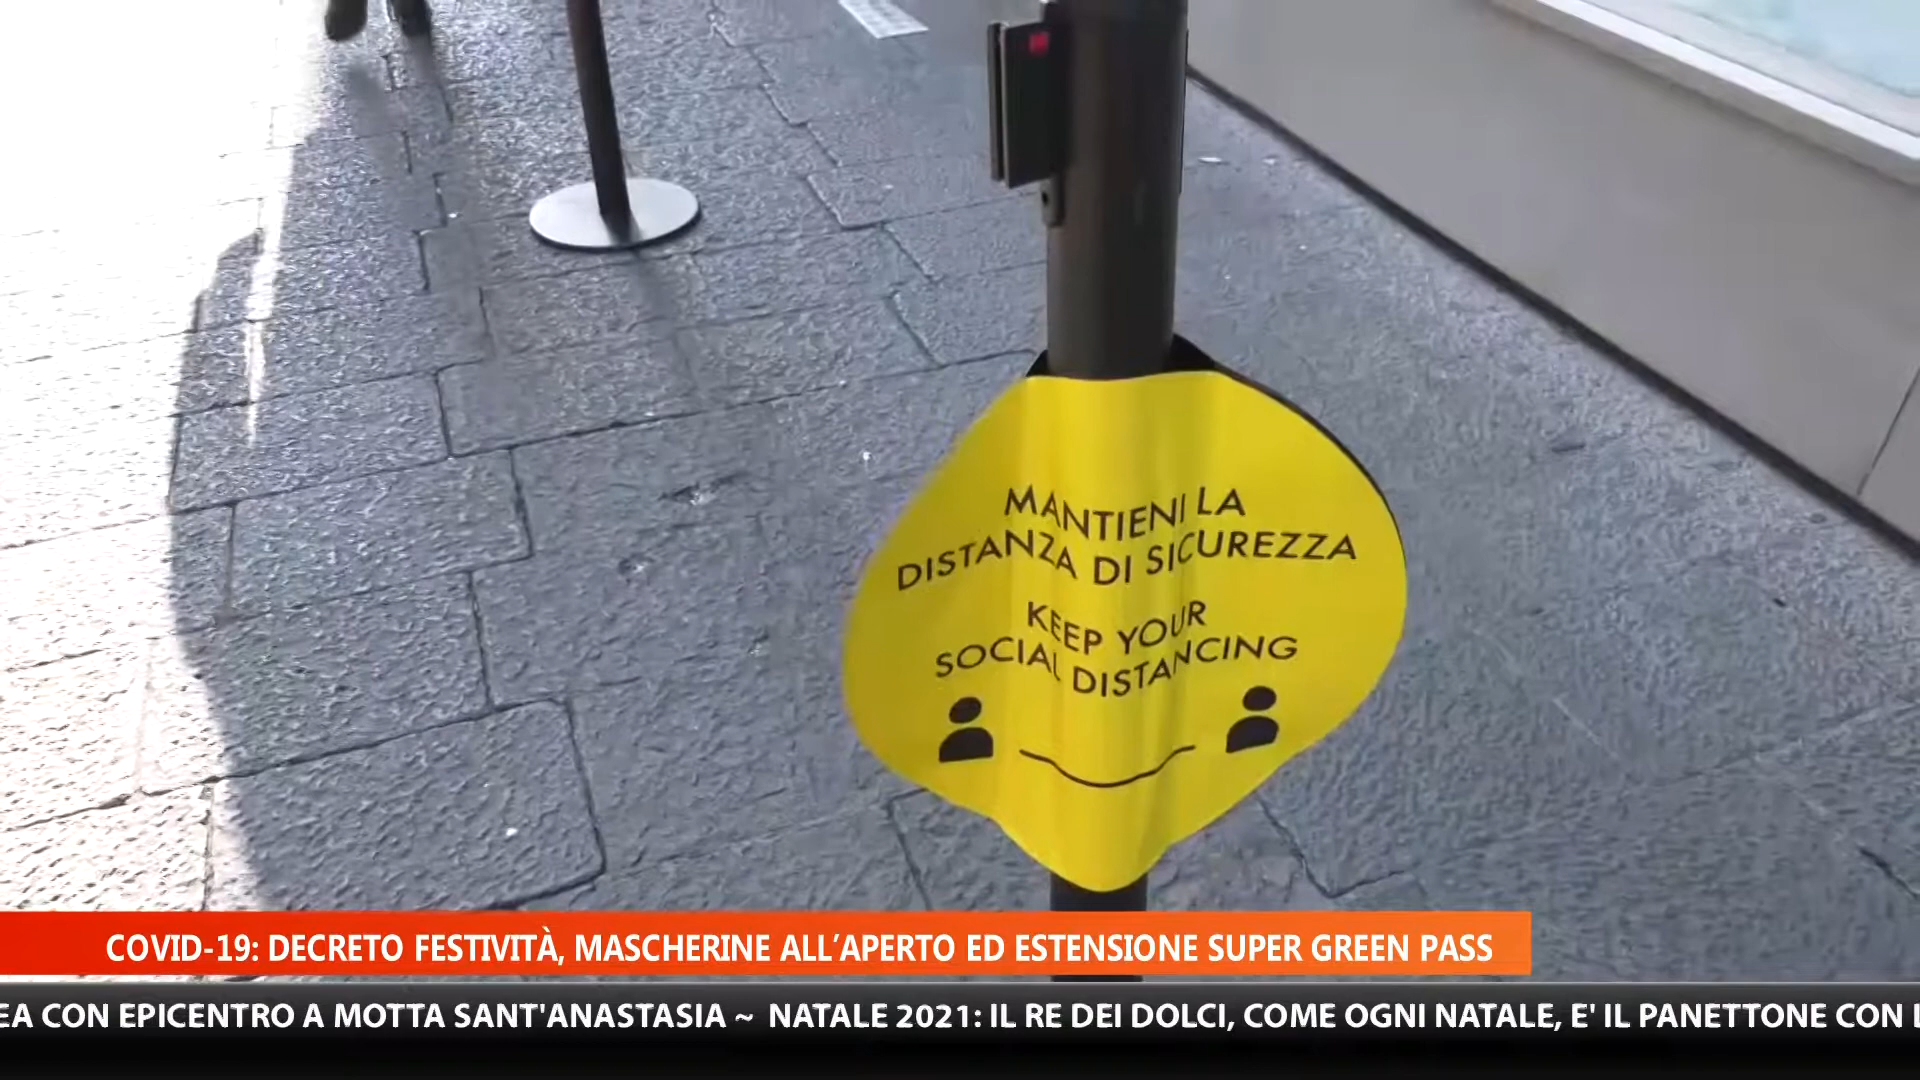 MANTIENI LA
DISTANZA DI SICUREZZA
KEEP YOUR
SOCIAL DISTANCING
COVID-19: DECRETO FESTIVITÀ, MASCHERINE ALL'APERTO ED ESTENSIONE SUPER GREEN PASS
CON EPICENTRO A MOTTA SANT'ANASTASIA ~ NATALE 2021: IL RE DEI DOLCI, COME OGNI NATALE, E' IL PANETTONE CON